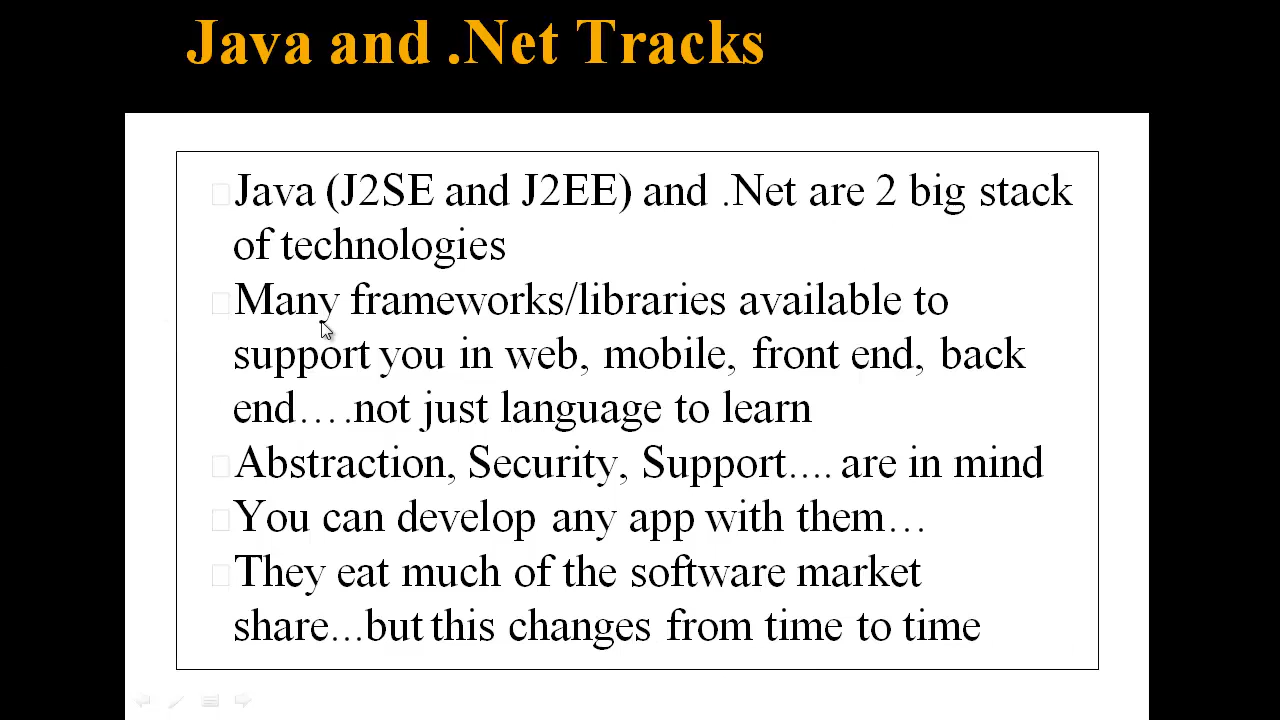 Java and .Net Tracks
Java (J2SE and J2EE) and .Net are 2 big stack
of technologies
Many frameworks/libraries available to
support you in web, mobile, front end, back
end….not just language to learn
Abstraction, Security, Support…. are in mind
You can develop any app with them…
They eat much of the software market
share...but this changes from time to time